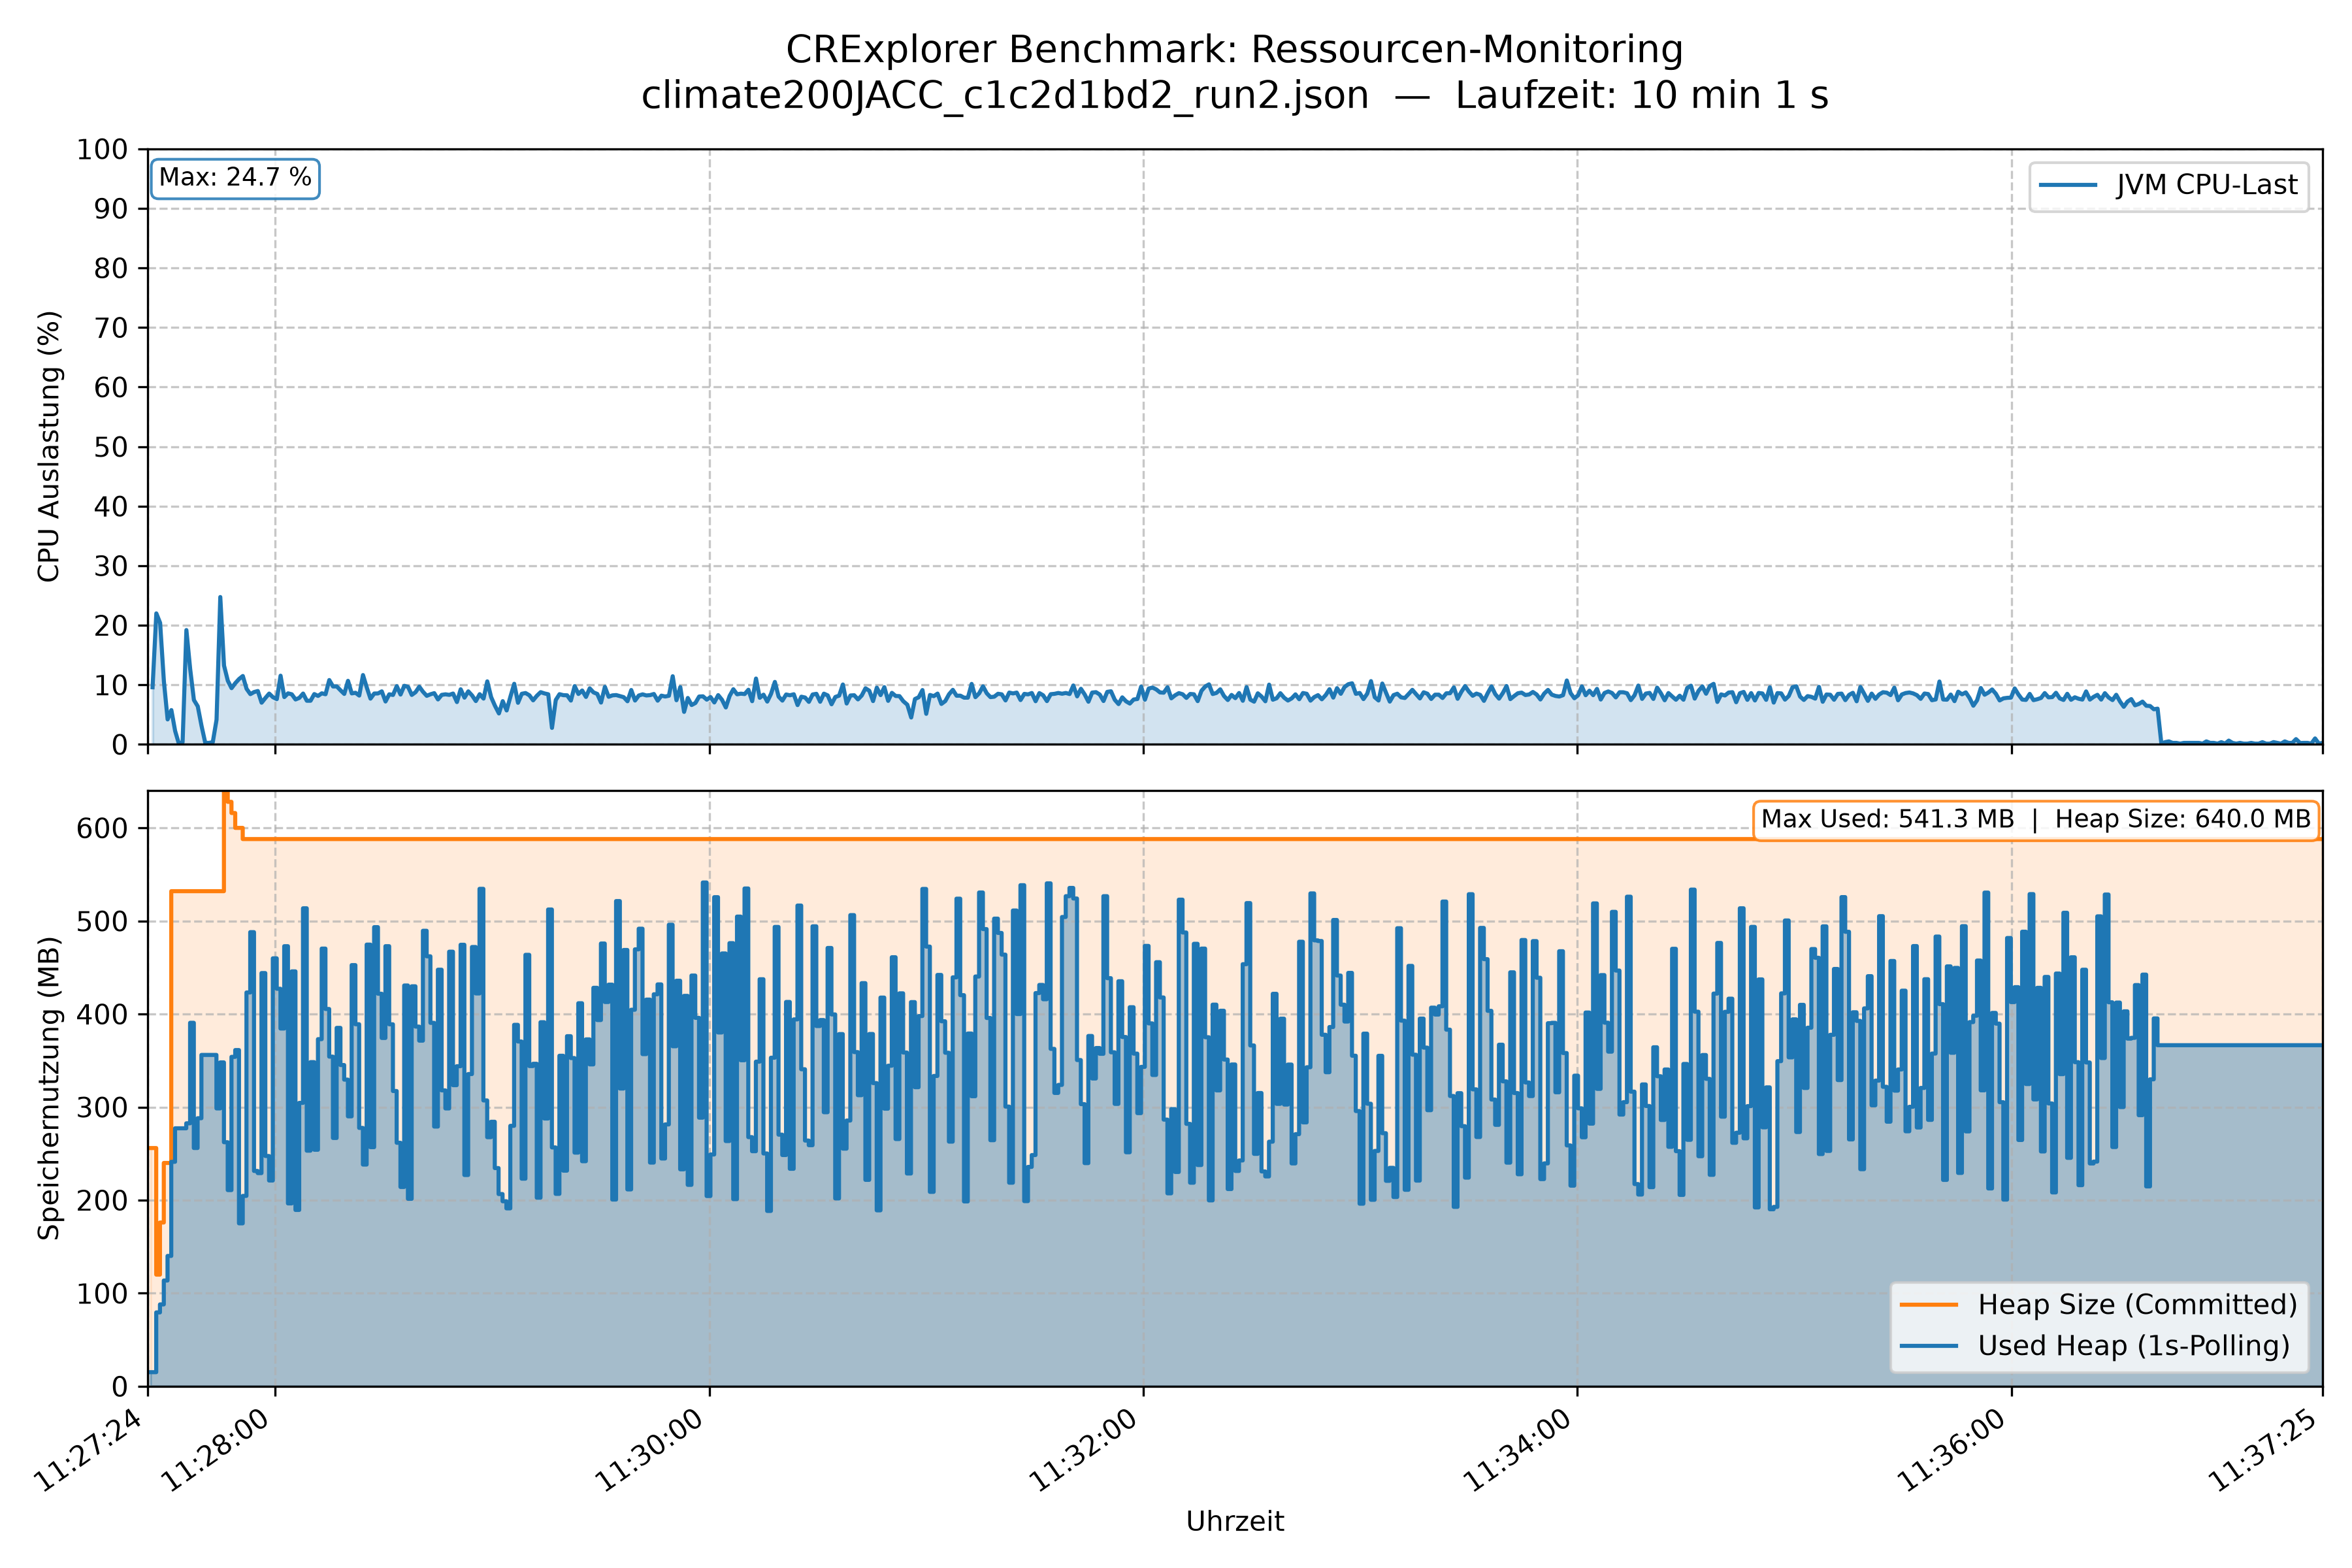 CRExplorer Benchmark: Ressourcen-Monitoring
climate200JACC_c1c2d1bd2_run2.json — Laufzeit: 10 min 1 s
Max: 24.7 %
JVM CPU-Last
CPU Auslastung (%)
100
90
80
70
60
50
40
30
20
10
0
Max Used: 541.3 MB | Heap Size: 640.0 MB
Speichernutzung (MB)
600
500
400
300
200
100
0
Heap Size (Committed)
Used Heap (1s-Polling)
11:27:24
11:28:00
11:30:00
11:32:00
11:34:00
11:36:00
11:37:25
Uhrzeit